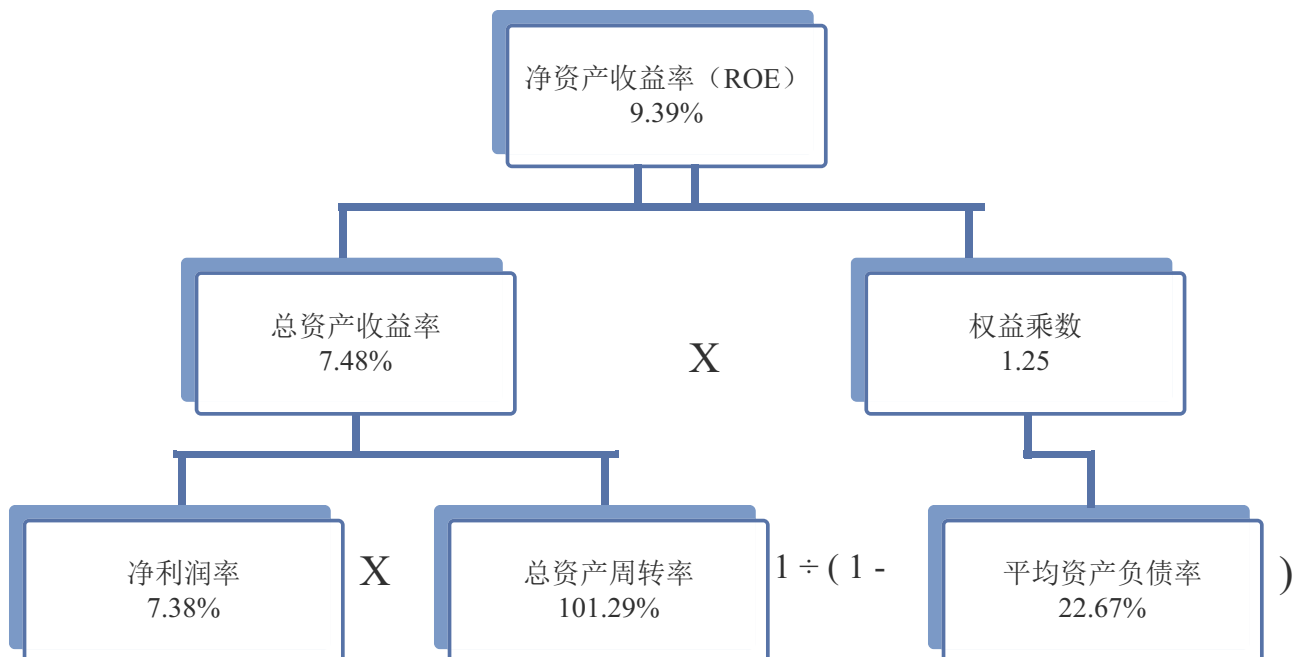 净资产收益率（ROE）
9.39%
总资产收益率
7.48%
X
权益乘数
1.25
净利润率
7.38%
X
总资产周转率
101.29%
1 ÷ ( 1 -
平均资产负债率
22.67%
)